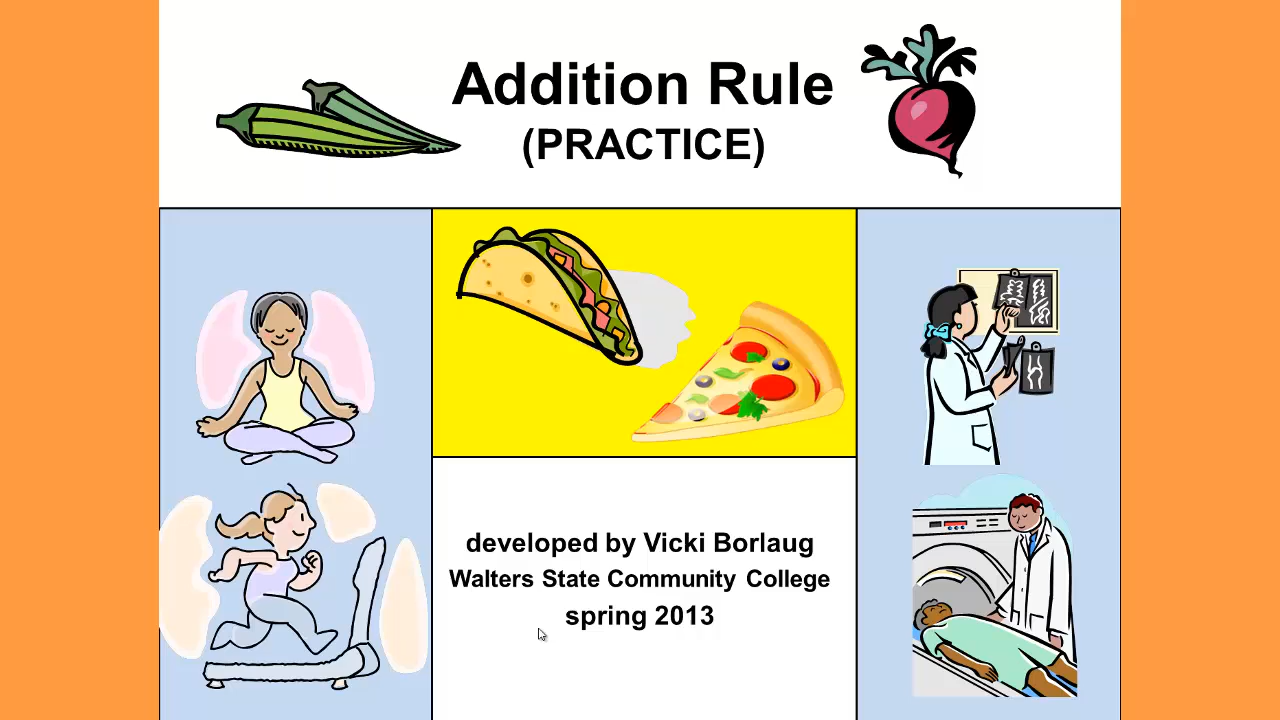 Addition Rule
(PRACTICE)
developed by Vicki Borlaug
Walters State Community College
spring 2013